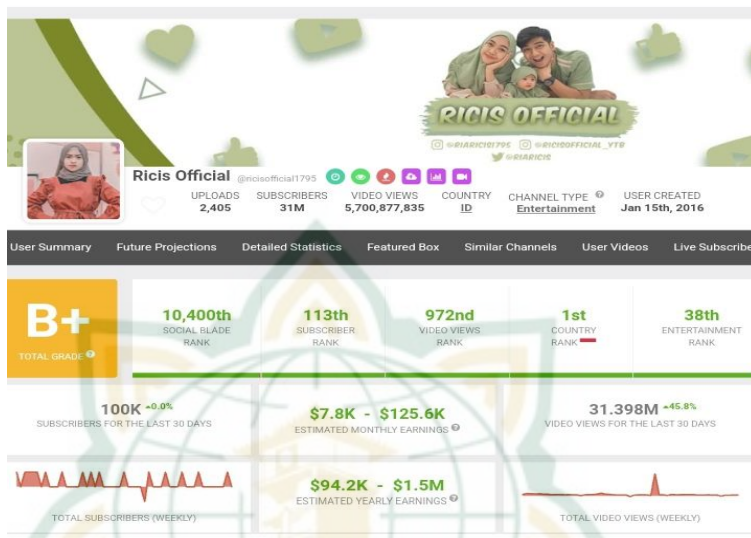 RICIS OFFICIAL
@RIARICIS1795 @RICISOFFICIAL_YTB
@RIARICIS
Ricis Official @ricisofficial1795
UPLOADS SUBSCRIBERS VIDEO VIEWS COUNTRY CHANNEL TYPE ? USER CREATED
2,405 31M 5,700,877,835 ID Entertainment Jan 15th, 2016
User Summary Future Projections Detailed Statistics Featured Box Similar Channels User Videos Live Subscribe
B+ 10,400th 113th 972nd 1st 38th
TOTAL GRADE ? SOCIAL BLADE RANK SUBSCRIBER RANK VIDEO VIEWS RANK COUNTRY RANK ENTERTAINMENT RANK
100K +0.0% $7.8K - $125.6K 31.398M +45.8%
SUBSCRIBERS FOR THE LAST 30 DAYS ESTIMATED MONTHLY EARNINGS ? VIDEO VIEWS FOR THE LAST 30 DAYS
$94.2K - $1.5M
ESTIMATED YEARLY EARNINGS ?
TOTAL SUBSCRIBERS (WEEKLY) TOTAL VIDEO VIEWS (WEEKLY)